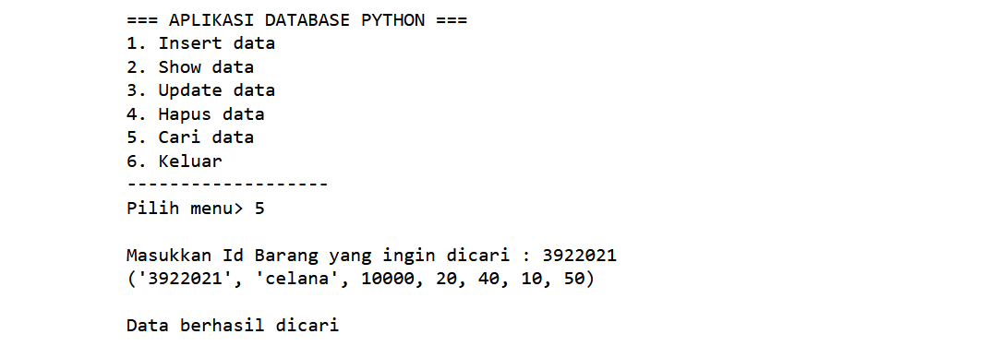 === APLIKASI DATABASE PYTHON ===
1. Insert data
2. Show data
3. Update data
4. Hapus data
5. Cari data
6. Keluar
-------------------
Pilih menu> 5
Masukkan Id Barang yang ingin dicari : 3922021
('3922021', 'celana', 10000, 20, 40, 10, 50)
Data berhasil dicari